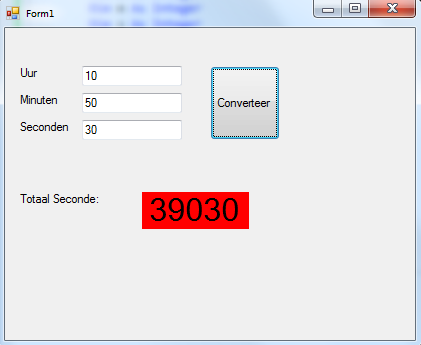 Form1
Uur 10
Minuten 50
Seconden 30
Converteer
Totaal Seconde: 39030